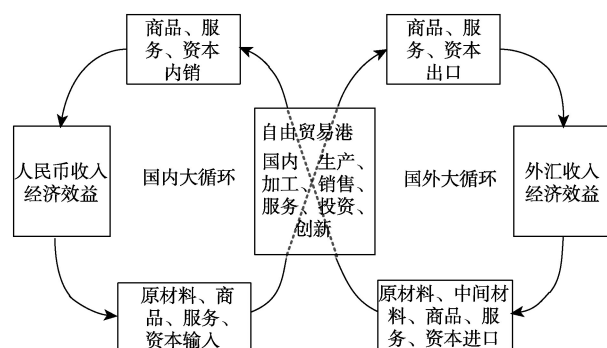 商品、服
务、资本
内销
商品、服
务、资本
出口
人民币收入
经济效益
国内大循环
自由贸易港
国内 生产、
加工、销售、
服务、投资、
创新
国外大循环
外汇收入
经济效益
原材料、商
品、服务、
资本输入
原材料、中间材
料、商品、服
务、资本进口